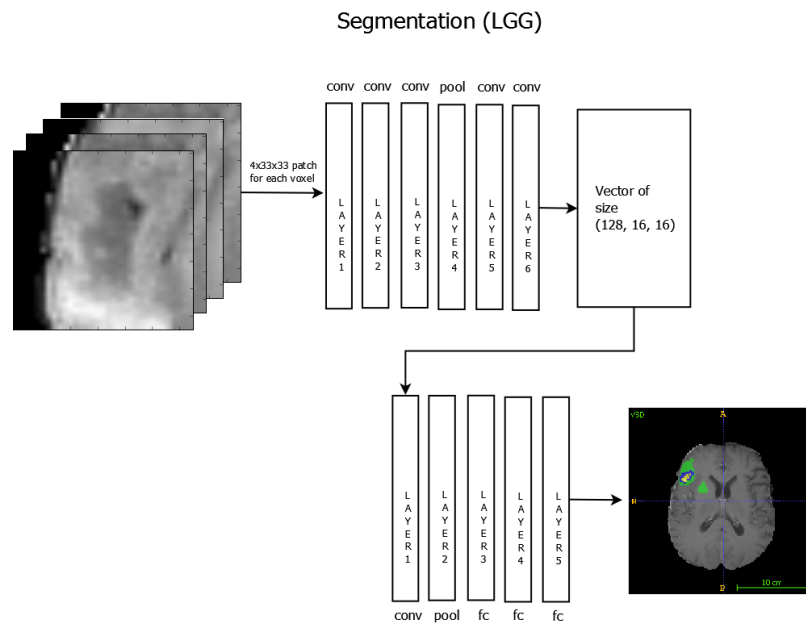 Segmentation (LGG)
conv conv conv pool conv conv
4x33x33 patch
for each voxel
LAYER1
LAYER2
LAYER3
LAYER4
LAYER5
LAYER6
Vector of
size
(128, 16, 16)
LAYER1
LAYER2
LAYER3
LAYER4
LAYER5
conv pool fc fc fc
VSD
A
R
P
10 cm